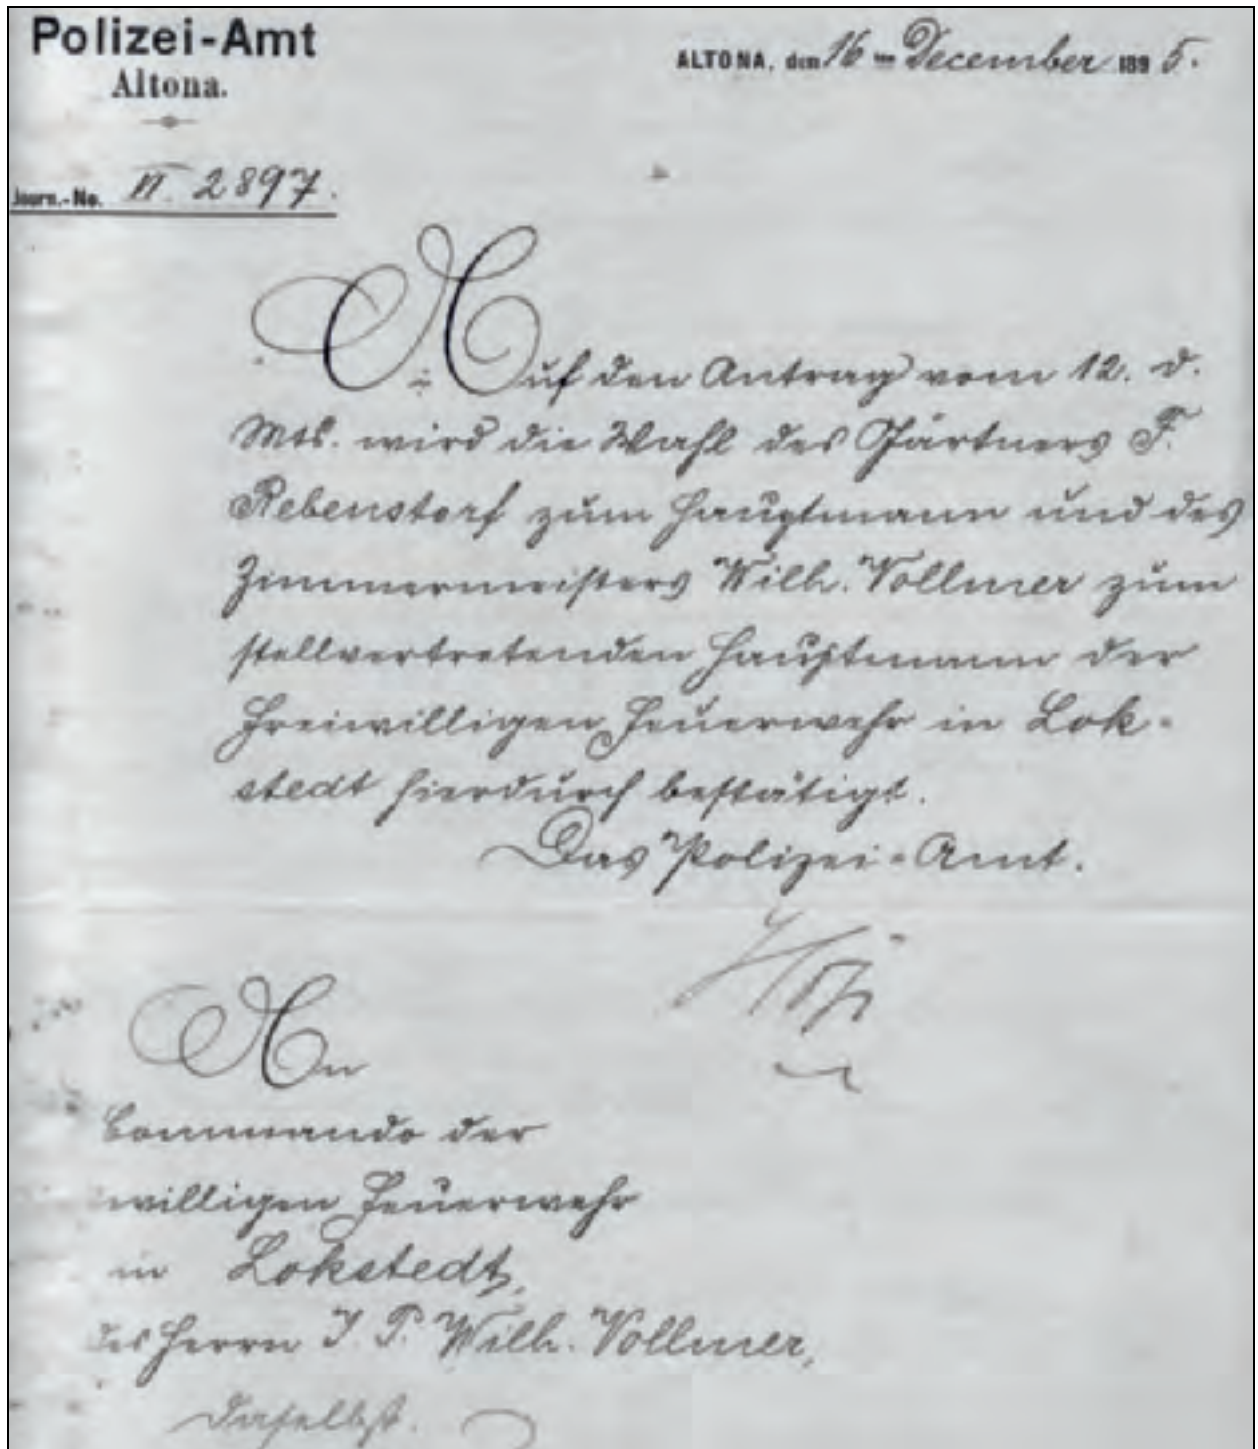 Polizei-Amt
Altona.
ALTONA, den 16ten December 1895.
Journ.-No. II. 2897.
Auf den Antrag vom 12. d.
Mts. wird die Wahl des Gärtners F.
Rebenstorf zum Hauptmann und des
Zimmermeisters Wilh. Vollmer zum
stellvertretenden Hauptmann der
Freiwilligen Feuerwehr in Lok-
stedt hierdurch bestätigt.
Das Polizei-Amt.
An
Commando der
willigen Feuerwehr
in Lokstedt,
des Herrn J. P. Wilh. Vollmer,
daselbst.